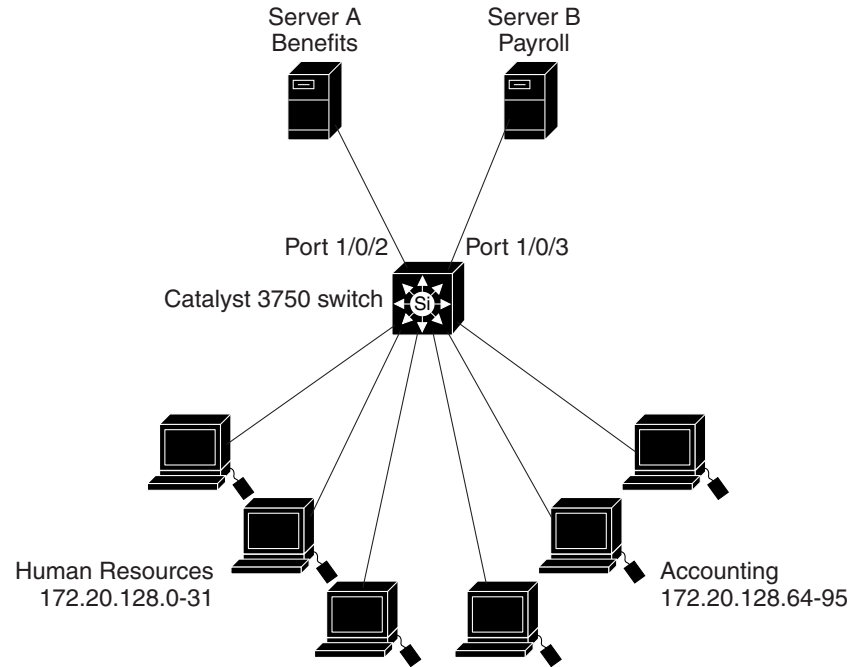 Server A
Benefits
Server B
Payroll
Port 1/0/2
Port 1/0/3
Catalyst 3750 switch
Si
Human Resources
172.20.128.0-31
Accounting
172.20.128.64-95